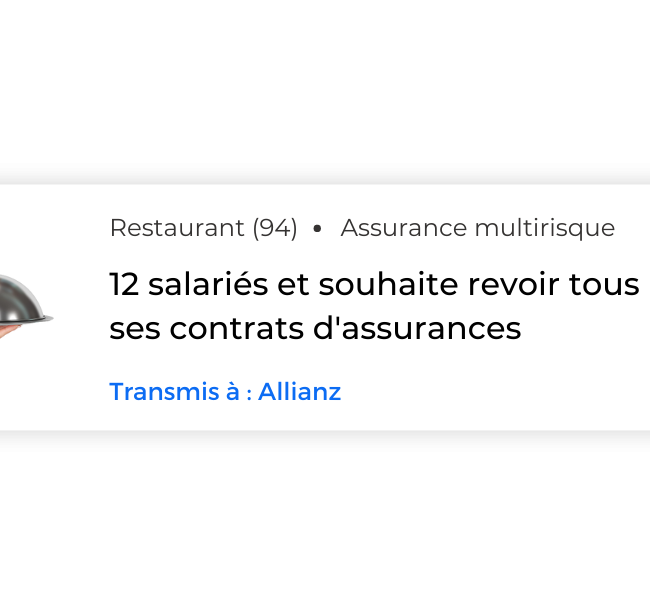 Restaurant (94) • Assurance multirisque
12 salariés et souhaite revoir tous
ses contrats d'assurances
Transmis à : Allianz